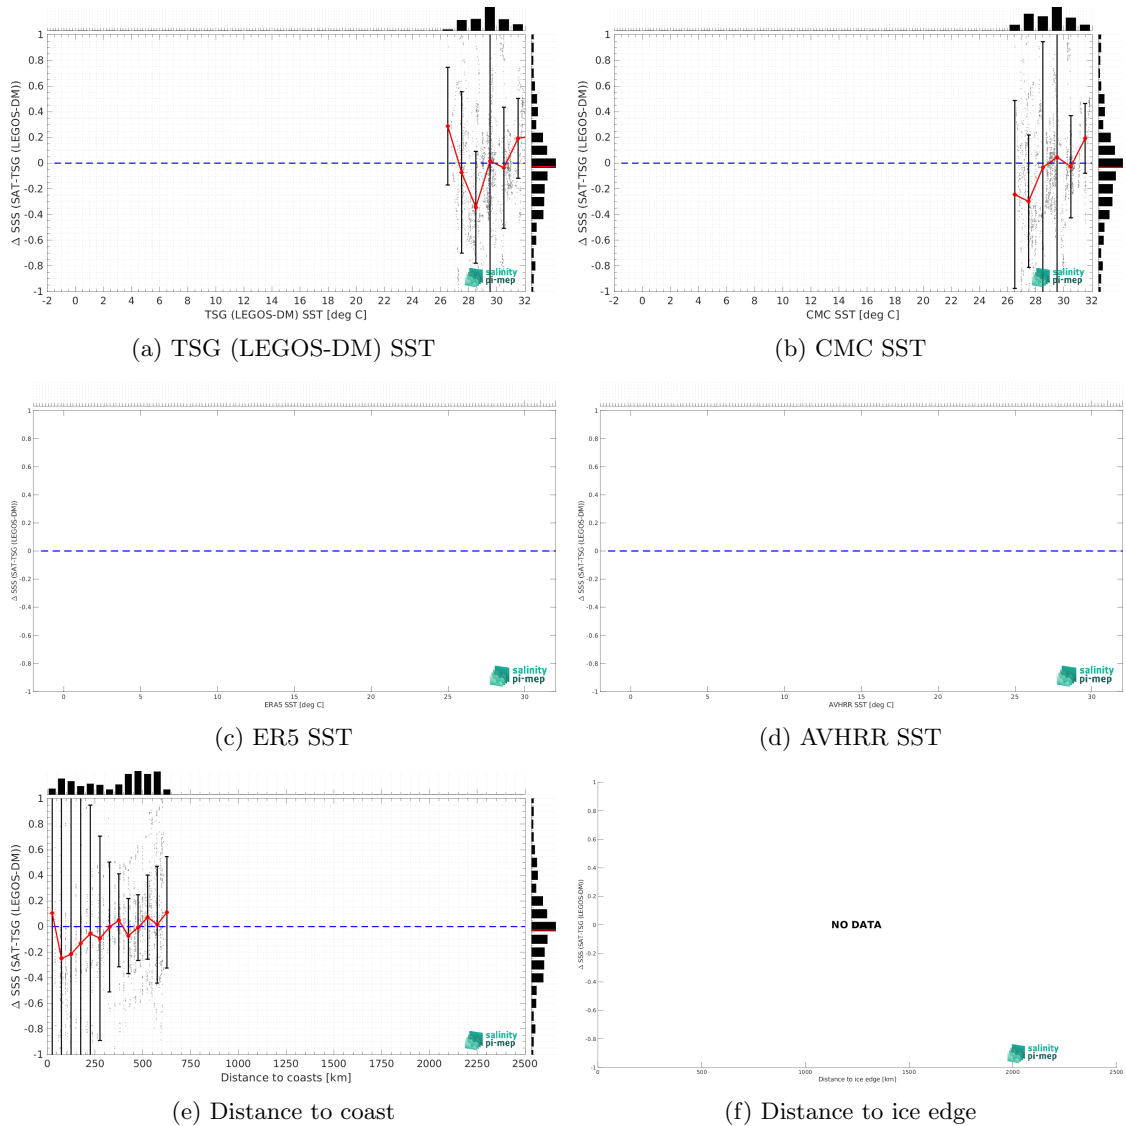 1
0.8
0.6
0.4
0.2
0
-0.2
-0.4
-0.6
-0.8
-1
Δ SSS (SAT-TSG (LEGOS-DM))
salinity
pi-mep
-2 0 2 4 6 8 10 12 14 16 18 20 22 24 26 28 30 32
TSG (LEGOS-DM) SST [deg C]
(a) TSG (LEGOS-DM) SST
1
0.8
0.6
0.4
0.2
0
-0.2
-0.4
-0.6
-0.8
-1
Δ SSS (SAT-TSG (LEGOS-DM))
salinity
pi-mep
-2 0 2 4 6 8 10 12 14 16 18 20 22 24 26 28 30 32
CMC SST [deg C]
(b) CMC SST
1
0.8
0.6
0.4
0.2
0
-0.2
-0.4
-0.6
-0.8
-1
Δ SSS (SAT-TSG (LEGOS-DM))
salinity
pi-mep
0 5 10 15 20 25 30
ERA5 SST [deg C]
(c) ER5 SST
1
0.8
0.6
0.4
0.2
0
-0.2
-0.4
-0.6
-0.8
-1
Δ SSS (SAT-TSG (LEGOS-DM))
salinity
pi-mep
0 5 10 15 20 25 30
AVHRR SST [deg C]
(d) AVHRR SST
1
0.8
0.6
0.4
0.2
0
-0.2
-0.4
-0.6
-0.8
-1
Δ SSS (SAT-TSG (LEGOS-DM))
salinity
pi-mep
0 250 500 750 1000 1250 1500 1750 2000 2250 2500
Distance to coasts [km]
(e) Distance to coast
1
0.8
0.6
0.4
0.2
0
-0.2
-0.4
-0.6
-0.8
-1
Δ SSS (SAT-TSG (LEGOS-DM))
NO DATA
salinity
pi-mep
0 500 1000 1500 2000 2500
Distance to ice edge [km]
(f) Distance to ice edge